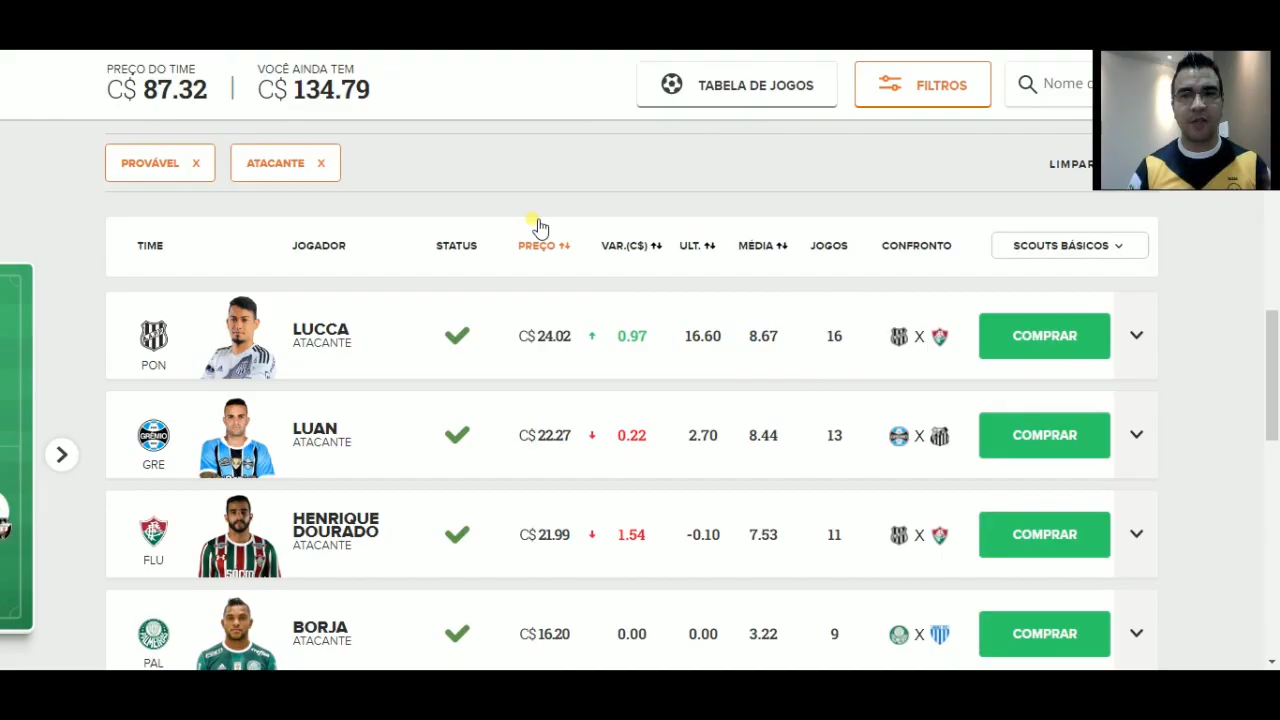 PREÇO DO TIME
C$ 87.32
VOCÊ AINDA TEM
C$ 134.79
TABELA DE JOGOS
FILTROS
Nome
PROVÁVEL X
ATACANTE X
LIMPAR
TIME JOGADOR STATUS PREÇO VAR.(C$) ULT. MÉDIA JOGOS CONFRONTO SCOUTS BÁSICOS
PON
LUCCA
ATACANTE
C$ 24.02 0.97 16.60 8.67 16 X COMPRAR
GRÊMIO
GRE
LUAN
ATACANTE
C$ 22.27 0.22 2.70 8.44 13 X COMPRAR
FLU
HENRIQUE
DOURADO
ATACANTE
C$ 21.99 1.54 -0.10 7.53 11 X COMPRAR
PAL
BORJA
ATACANTE
C$ 16.20 0.00 0.00 3.22 9 X COMPRAR